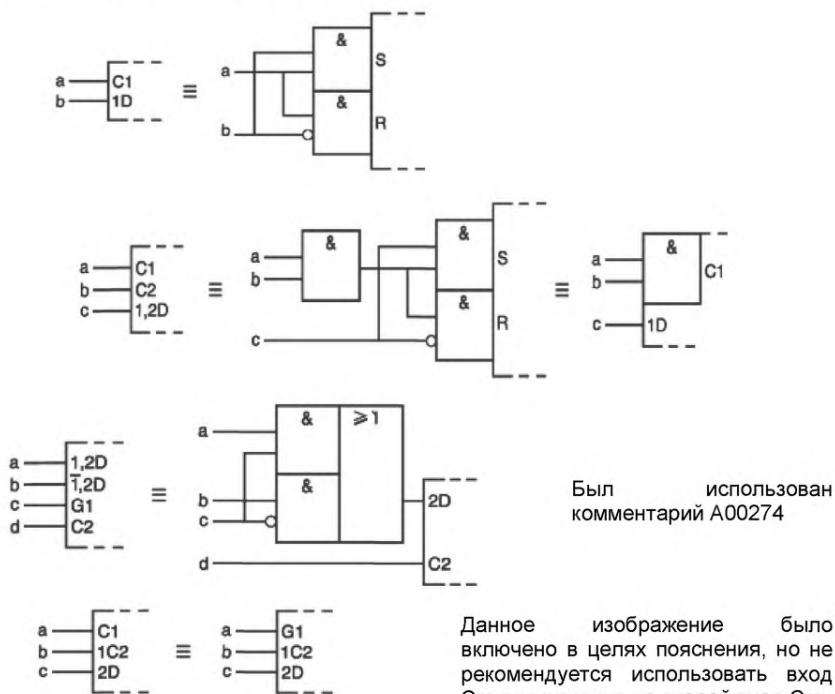 &
a C1 S
b 1D ≡ a &
b R
& &
a C1 a S & a
b C2 ≡ b ≡ b C1
c 1,2D c & R c 1D
a & ≥1
a 1,2D
b 1̅,2D ≡ b & 2D
c G1 c
d C2 d C2
Был использован
комментарий А00274
a C1 a G1
b 1C2 ≡ b 1C2
c 2D c 2D
Данное изображение было
включено в целях пояснения, но не
рекомендуется использовать вход